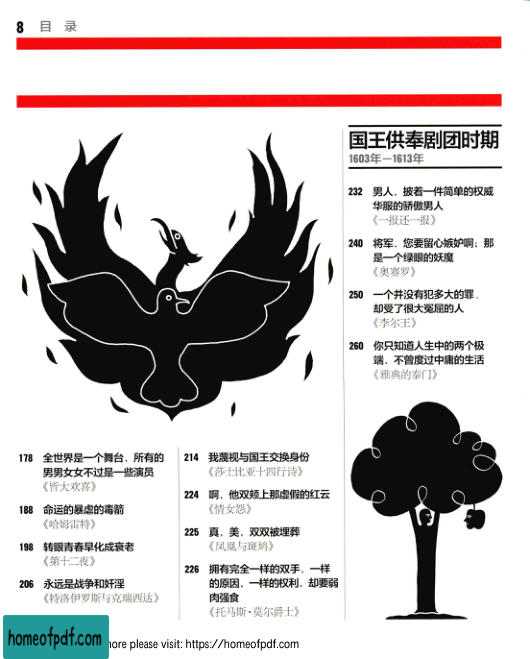 8 目 录
178 全世界是一个舞台，所有的
男男女女不过是一些演员
《皆大欢喜》
188 命运的暴虐的毒箭
《哈姆雷特》
198 转眼青春早化成衰老
《第十二夜》
206 永远是战争和奸淫
《特洛伊罗斯与克瑞西达》
214 我蔑视与国王交换身份
《莎士比亚十四行诗》
224 啊，他双颊上那虚假的红云
《情女怨》
225 真，美，双双被埋葬
《凤凰与斑鸠》
226 拥有完全一样的双手，一样
的原因，一样的权利，却要弱
肉强食
《托马斯·莫尔爵士》
国王供奉剧团时期
1603年—1613年
232 男人，披着一件简单的权威
华服的骄傲男人
《一报还一报》
240 将军，您要留心嫉妒啊；那
是一个绿眼的妖魔
《奥赛罗》
250 一个并没有犯多大的罪、
却受了很大冤屈的人
《李尔王》
260 你只知道人生中的两个极
端，不曾度过中庸的生活
《雅典的泰门》
homeofpdf.com
more please visit: https://homeofpdf.com